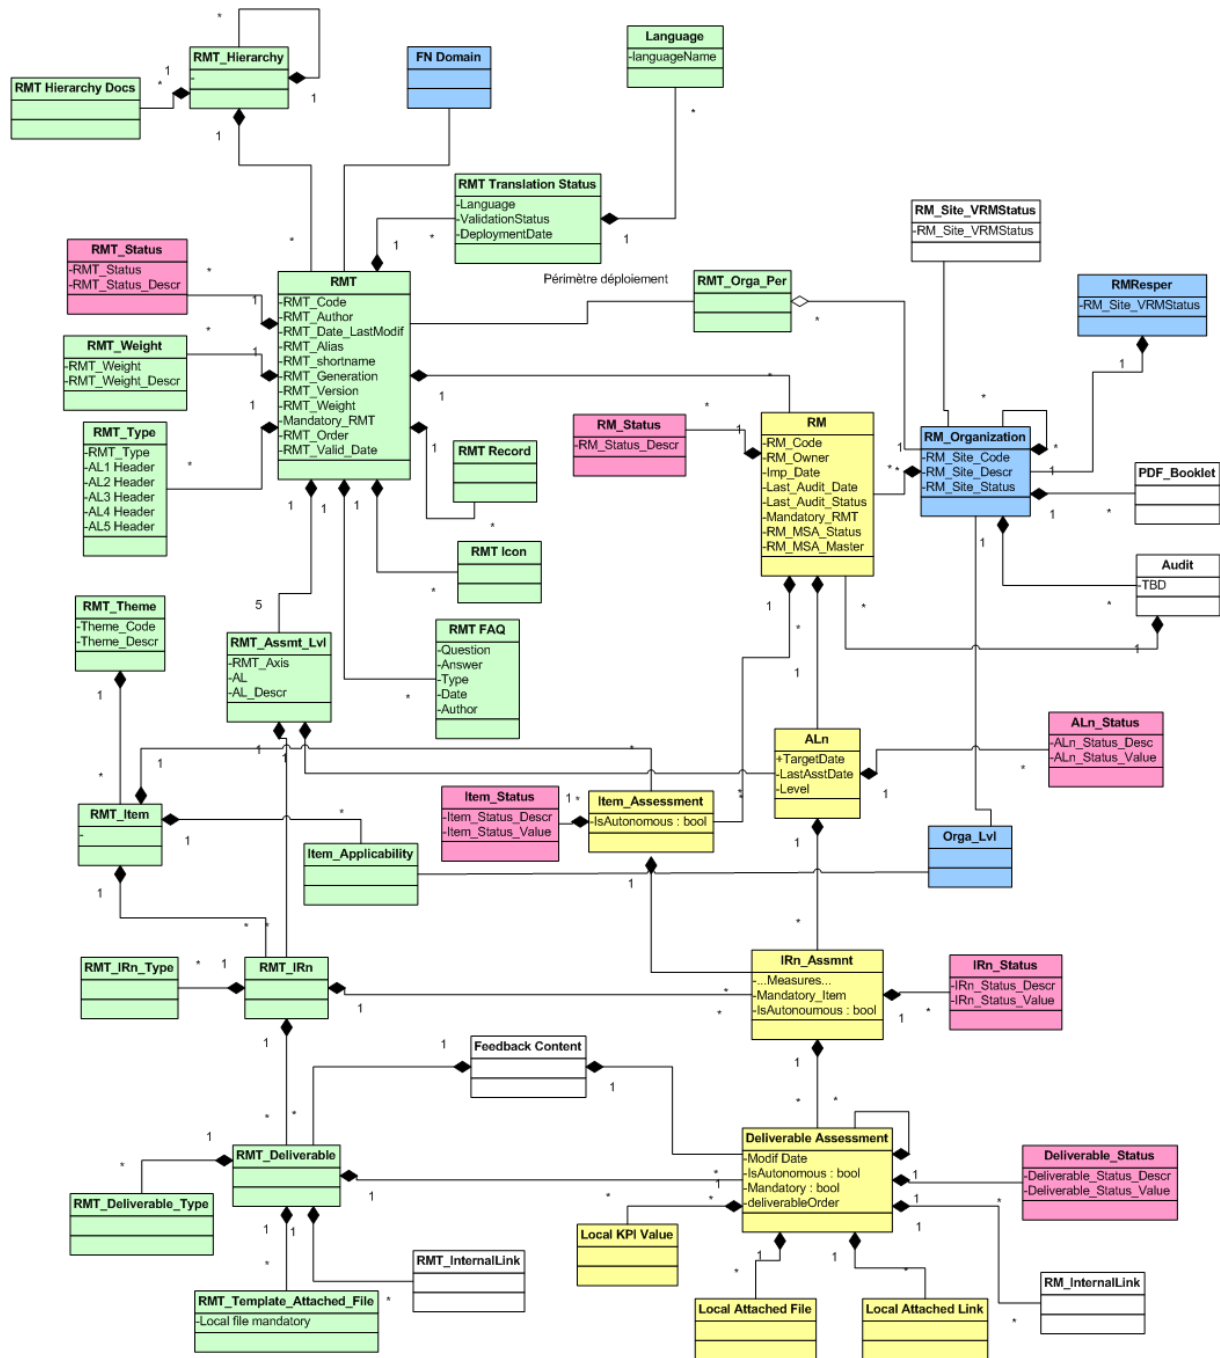 RMT_Hierarchy
-
RMT Hierarchy Docs
FN Domain
Language
-languageName
RMT Translation Status
-Language
-ValidationStatus
-DeploymentDate
RM_Site_VRMStatus
-RM_Site_VRMStatus
RMT_Status
-RMT_Status
-RMT_Status_Descr
RMT
-RMT_Code
-RMT_Author
-RMT_Date_LastModif
-RMT_Alias
-RMT_shortname
-RMT_Generation
-RMT_Version
-RMT_Weight
-Mandatory_RMT
-RMT_Order
-RMT_Valid_Date
Périmètre déploiement
RMT_Orga_Per
RMResper
-RM_Site_VRMStatus
RMT_Weight
-RMT_Weight
-RMT_Weight_Descr
RMT_Type
-RMT_Type
-AL1 Header
-AL2 Header
-AL3 Header
-AL4 Header
-AL5 Header
RM_Status
-RM_Status_Descr
RM
-RM_Code
-RM_Owner
-Imp_Date
-Last_Audit_Date
-Last_Audit_Status
-Mandatory_RMT
-RM_MSA_Status
-RM_MSA_Master
RM_Organization
-RM_Site_Code
-RM_Site_Descr
-RM_Site_Status
RMT Record
PDF_Booklet
RMT Icon
Audit
-TBD
RMT_Theme
-Theme_Code
-Theme_Descr
5
RMT_Assmt_Lvl
-RMT_Axis
-AL
-AL_Descr
RMT FAQ
-Question
-Answer
-Type
-Date
-Author
ALn
+TargetDate
-LastAsstDate
-Level
ALn_Status
-ALn_Status_Desc
-ALn_Status_Value
RMT_Item
-
Item_Status
-Item_Status_Descr
-Item_Status_Value
Item_Assessment
-IsAutonomous : bool
Item_Applicability
Orga_Lvl
RMT_IRn_Type
RMT_IRn
IRn_Assmnt
-...Measures...
-Mandatory_Item
-IsAutonoumous : bool
IRn_Status
-IRn_Status_Descr
-IRn_Status_Value
Feedback Content
RMT_Deliverable
Deliverable Assessment
-Modif Date
-IsAutonomous : bool
-Mandatory : bool
-deliverableOrder
Deliverable_Status
-Deliverable_Status_Descr
-Deliverable_Status_Value
RMT_Deliverable_Type
Local KPI Value
RMT_InternalLink
RM_InternalLink
RMT_Template_Attached_File
-Local file mandatory
Local Attached File
Local Attached Link